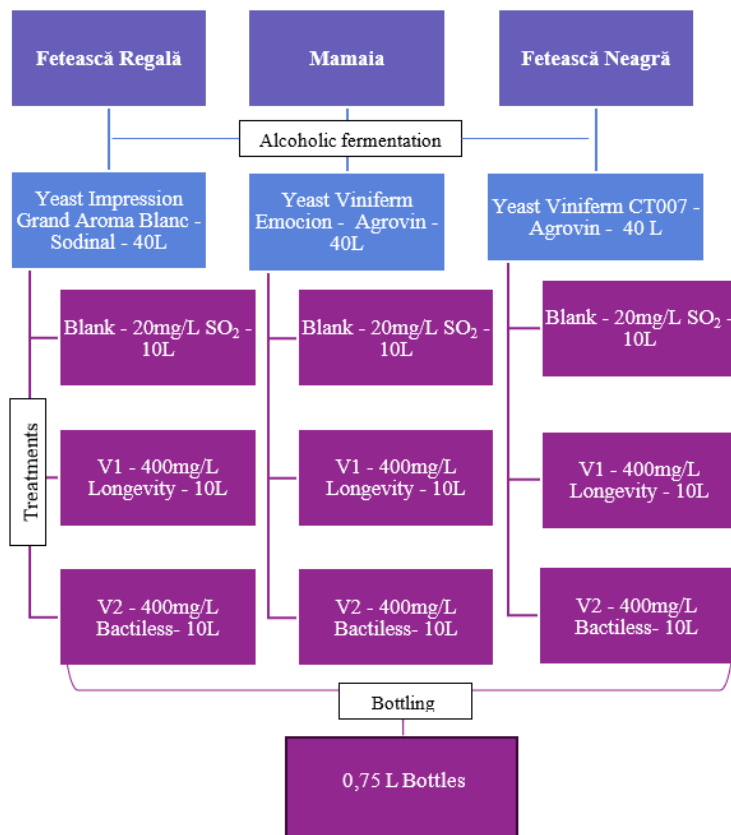 Fetească Regală
Mamaia
Fetească Neagră
Alcoholic fermentation
Yeast Impression
Grand Aroma Blanc -
Sodinal - 40L
Yeast Viniferm
Emocion - Agrovin -
40L
Yeast Viniferm CT007 -
Agrovin - 40 L
Treatments
Blank - 20mg/L SO₂ -
10L
Blank - 20mg/L SO₂ -
10L
Blank - 20mg/L SO₂ -
10L
V1 - 400mg/L
Longevity - 10L
V1 - 400mg/L
Longevity - 10L
V1 - 400mg/L
Longevity - 10L
V2 - 400mg/L
Bactiless- 10L
V2 - 400mg/L
Bactiless- 10L
V2 - 400mg/L
Bactiless- 10L
Bottling
0,75 L Bottles